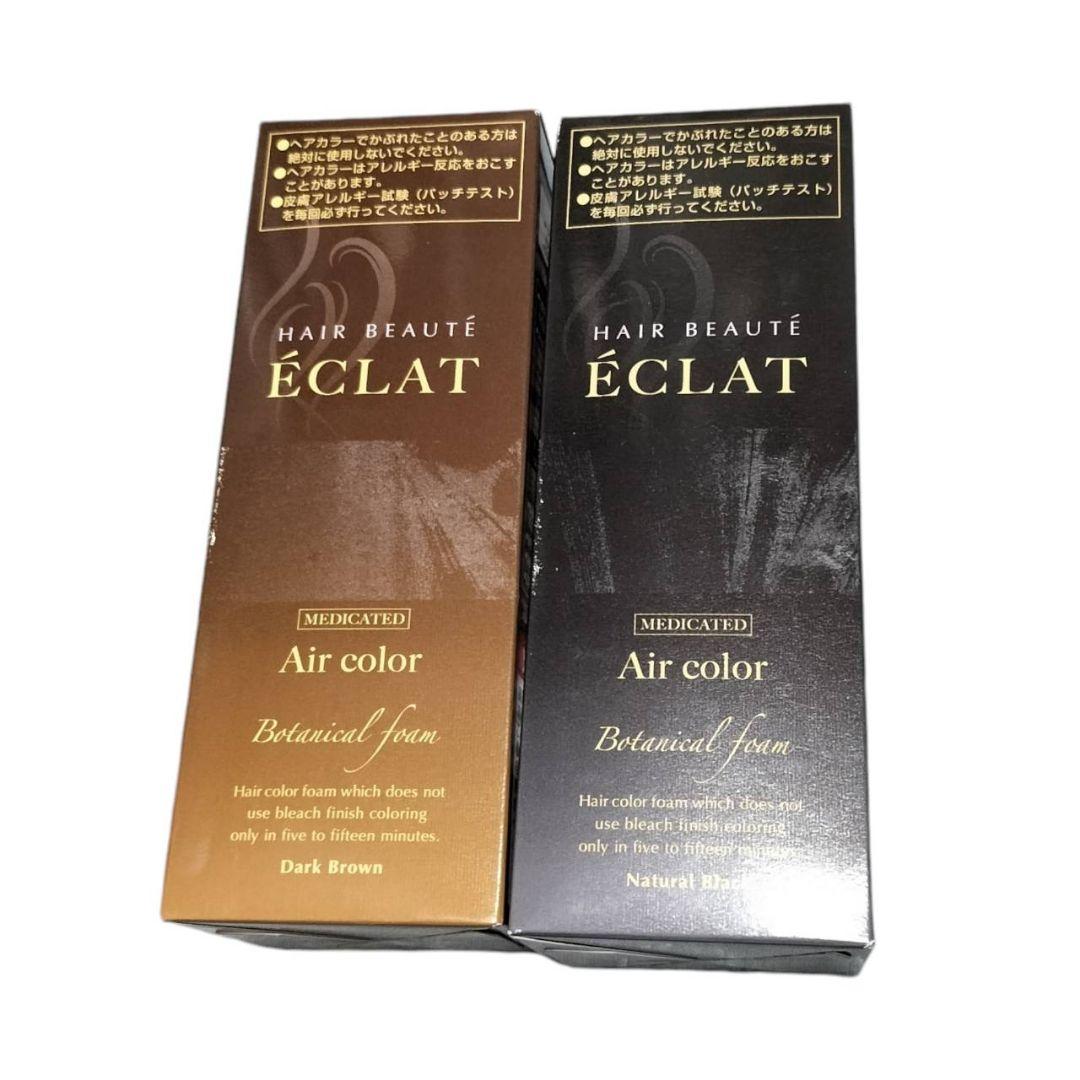 ●ヘアカラーでかぶれたことのある方は
絶対に使用しないでください。
●ヘアカラーはアレルギー反応をおこす
ことがあります。
●皮膚アレルギー試験（パッチテスト）
を毎回必ず行ってください。
HAIR BEAUTÉ
ÉCLAT
MEDICATED
Air color
Botanical foam
Hair color foam which does not
use bleach finish coloring
only in five to fifteen minutes.
Dark Brown
●ヘアカラーでかぶれたことのある方は
絶対に使用しないでください。
●ヘアカラーはアレルギー反応をおこす
ことがあります。
●皮膚アレルギー試験（パッチテスト）
を毎回必ず行ってください。
HAIR BEAUTÉ
ÉCLAT
MEDICATED
Air color
Botanical foam
Hair color foam which does not
use bleach finish coloring
only in five to fifteen minutes.
Natural Black